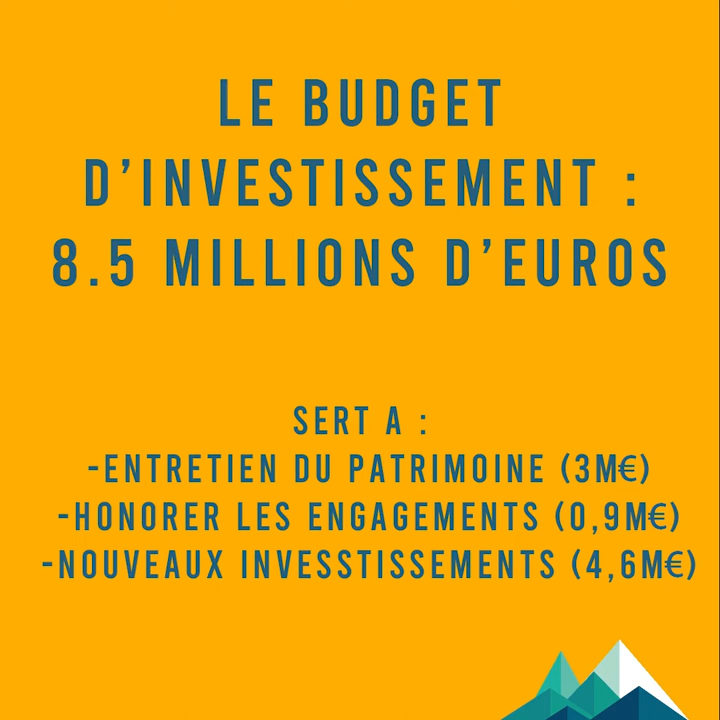 LE BUDGET
D'INVESTISSEMENT :
8.5 MILLIONS D'EUROS
SERT A :
-ENTRETIEN DU PATRIMOINE (3M€)
-HONORER LES ENGAGEMENTS (0,9M€)
-NOUVEAUX INVESSTISSEMENTS (4,6M€)